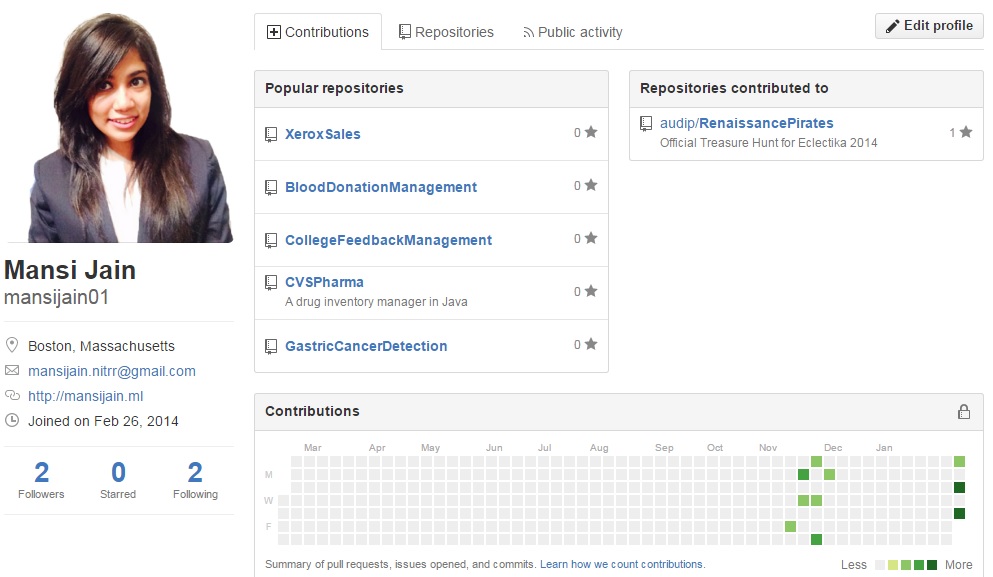 Contributions
Repositories
Public activity
Edit profile
Mansi Jain
mansijain01
Boston, Massachusetts
mansijain.nitrr@gmail.com
http://mansijain.ml
Joined on Feb 26, 2014
2 0 2
Followers Starred Following
Popular repositories
XeroxSales 0
BloodDonationManagement 0
CollegeFeedbackManagement 0
CVSPharma 0
A drug inventory manager in Java
GastricCancerDetection 0
Repositories contributed to
audip/RenaissancePirates 1
Official Treasure Hunt for Eclectika 2014
Contributions
Mar Apr May Jun Jul Aug Sep Oct Nov Dec Jan
M
W
F
Summary of pull requests, issues opened, and commits. Learn how we count contributions.
Less More